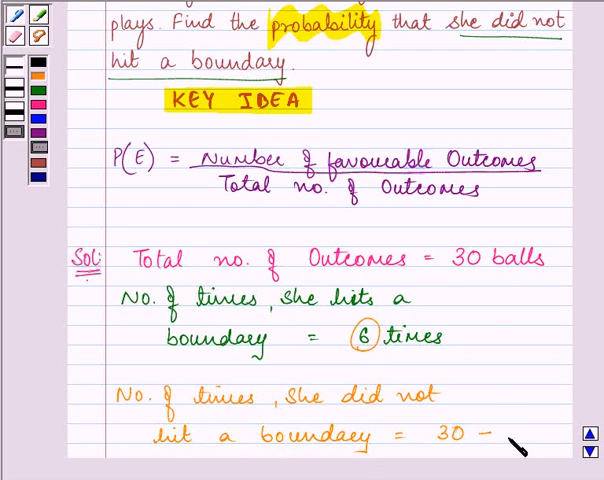 plays. Find the probability that she did not
hit a boundary.
KEY IDEA
P(E) = Number of favourable Outcomes
Total no. of Outcomes
Sol: Total no. of Outcomes = 30 balls
No. of times, She hits a
boundary = 6 times
No. of times, She did not
hit a boundary = 30 -